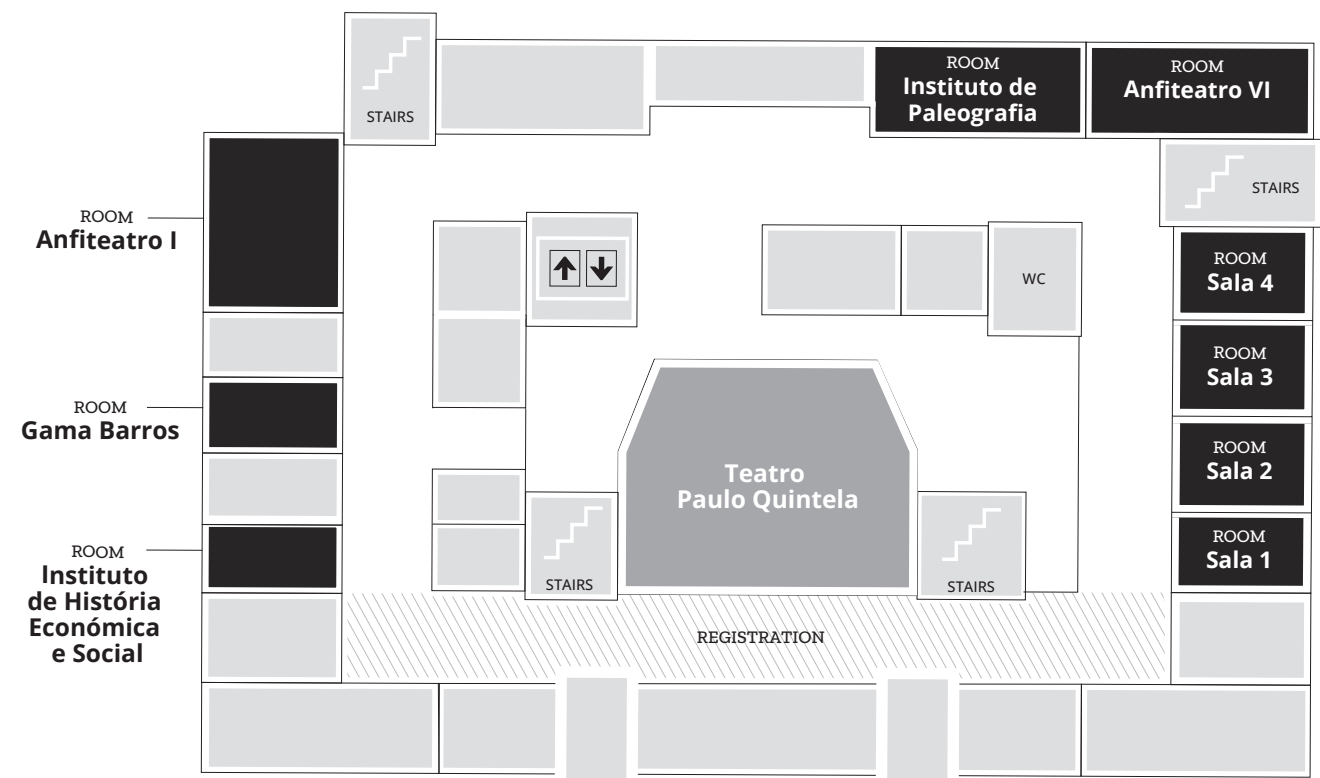 STAIRS
ROOM
Instituto de
Paleografia
ROOM
Anfiteatro VI
STAIRS
ROOM
Anfiteatro I
WC
ROOM
Sala 4
ROOM
Sala 3
ROOM
Gama Barros
Teatro
Paulo Quintela
ROOM
Sala 2
ROOM
Instituto
de História
Económica
e Social
STAIRS
STAIRS
ROOM
Sala 1
REGISTRATION